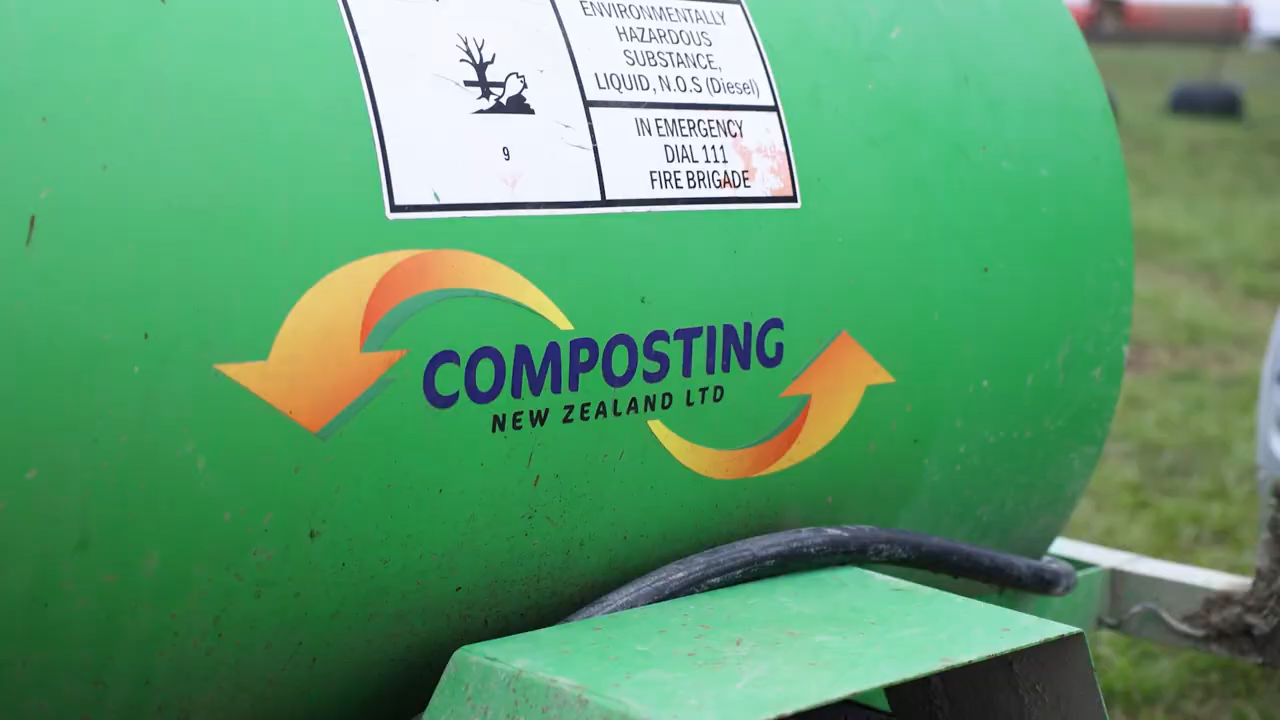 ENVIRONMENTALLY
HAZARDOUS
SUBSTANCE,
LIQUID, N.O.S (Diesel)
9
IN EMERGENCY
DIAL 111
FIRE BRIGADE
COMPOSTING
NEW ZEALAND LTD